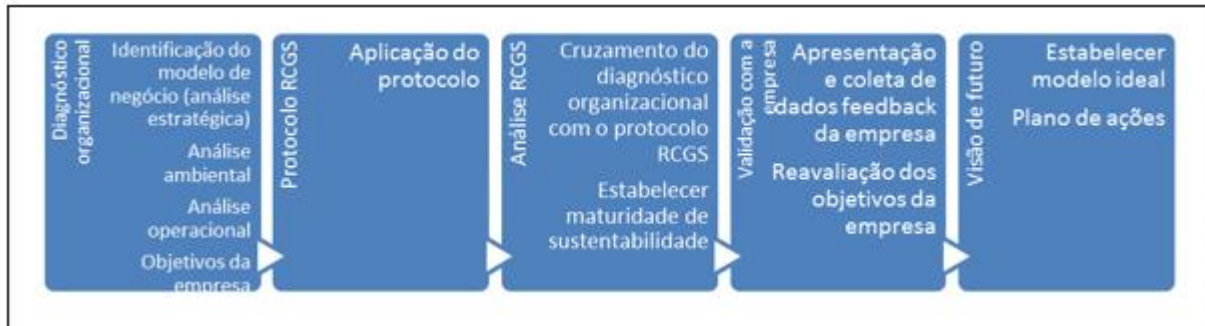 Diagnóstico
organizacional
Identificação do
modelo de
negócio (análise
estratégica)
Análise
ambiental
Análise
operacional
Objetivos da
empresa
Protocolo RCGS
Aplicação do
protocolo
Análise RCGS
Cruzamento do
diagnóstico
organizacional
com o protocolo
RCGS
Estabelecer
maturidade de
sustentabilidade
Validação com a
empresa
Apresentação
e coleta de
dados feedback
da empresa
Reavaliação dos
objetivos da
empresa
Visão de futuro
Estabelecer
modelo ideal
Plano de ações